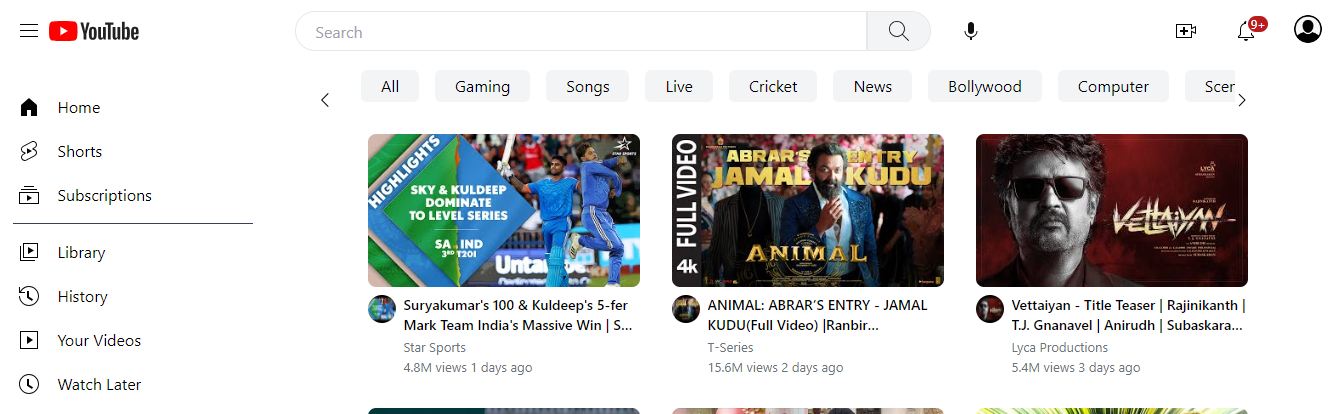 YouTube
Search
9+
All Gaming Songs Live Cricket News Bollywood Computer Scer
Home
Shorts
Subscriptions
Library
History
Your Videos
Watch Later
HIGHLIGHTS
STAR SPORTS
SKY & KULDEEP
DOMINATE
TO LEVEL SERIES
SA IND
3RD T20I
Suryakumar's 100 & Kuldeep's 5-fer
Mark Team India's Massive Win | S...
Star Sports
4.8M views 1 days ago
FULL VIDEO
4k
ABRAR'S ENTRY
JAMAL KUDU
ANIMAL
ANIMAL: ABRAR'S ENTRY - JAMAL
KUDU(Full Video) |Ranbir...
T-Series
15.6M views 2 days ago
LYCA
VETTAIYAN
Vettaiyan - Title Teaser | Rajinikanth |
T.J. Gnanavel | Anirudh | Subaskara...
Lyca Productions
5.4M views 3 days ago